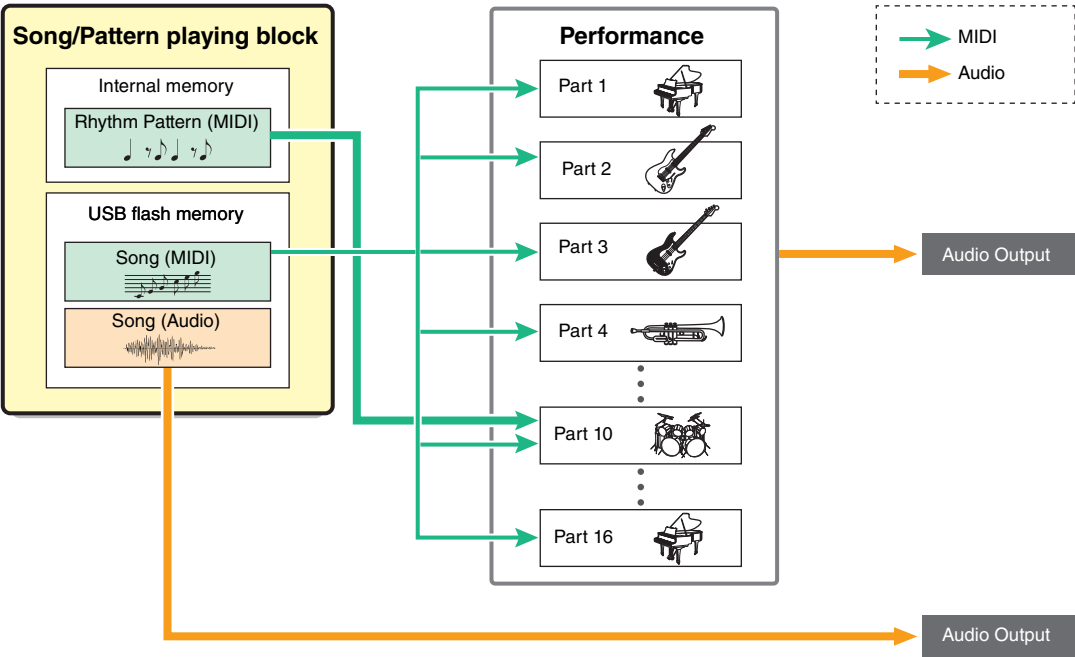 Song/Pattern playing block
Internal memory
Rhythm Pattern (MIDI)
USB flash memory
Song (MIDI)
Song (Audio)
Performance
Part 1
Part 2
Part 3
Part 4
Part 10
Part 16
MIDI
Audio
Audio Output
Audio Output